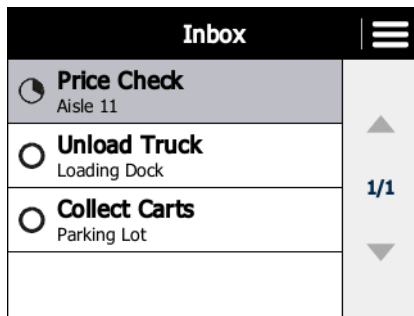 Inbox
Price Check
Aisle 11
Unload Truck
Loading Dock
1/1
Collect Carts
Parking Lot